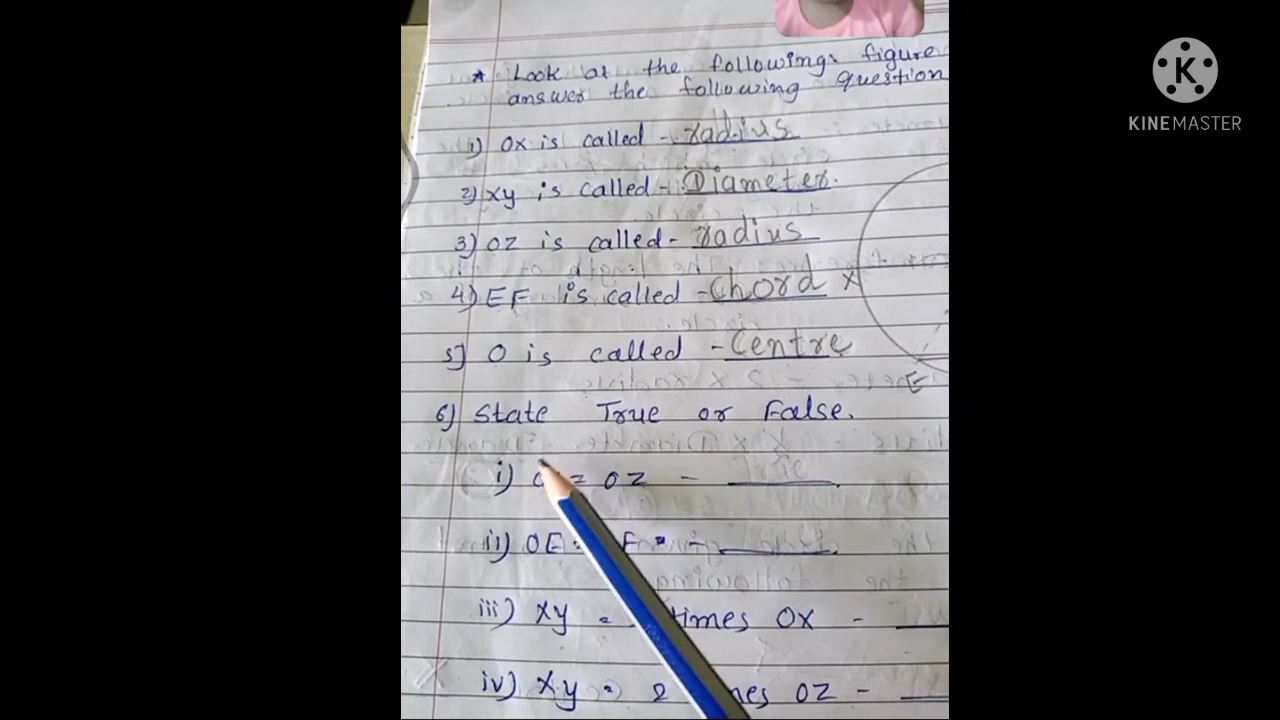 * Look at the following figure
answer the following question
1) OX is called - radius
2) XY is called - Diameter.
3) OZ is called - radius
4) EF is called - Chord X
5) O is called - Centre
E
6) State True or False.
i) = OZ - .
ii) OE = F - .
iii) XY = times OX -
iv) XY = 2 OZ -
K
KINEMASTER